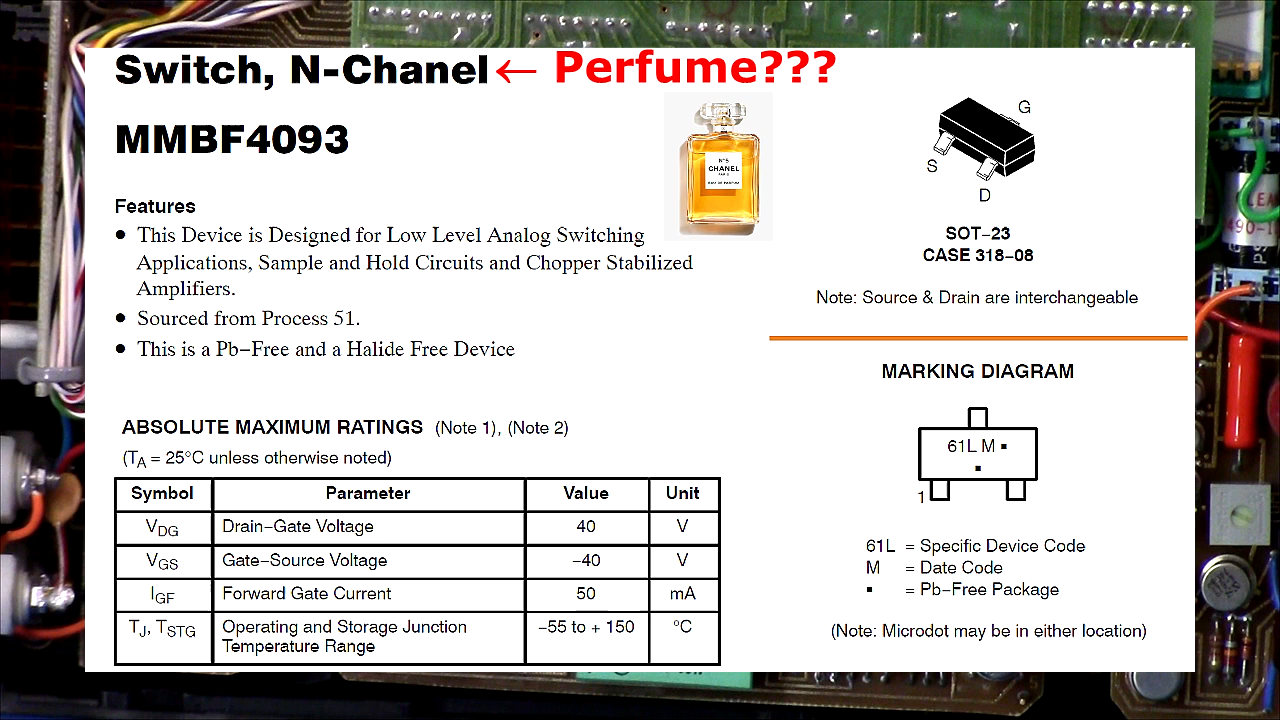 Switch, N-Chanel ← Perfume???
MMBF4093
N°5
CHANEL
PARIS
EAU DE PARFUM
Features
• This Device is Designed for Low Level Analog Switching
Applications, Sample and Hold Circuits and Chopper Stabilized
Amplifiers.
• Sourced from Process 51.
• This is a Pb−Free and a Halide Free Device
ABSOLUTE MAXIMUM RATINGS (Note 1), (Note 2)
(TA = 25°C unless otherwise noted)
Symbol Parameter Value Unit
VDG Drain−Gate Voltage 40 V
VGS Gate−Source Voltage −40 V
IGF Forward Gate Current 50 mA
TJ, TSTG Operating and Storage Junction −55 to + 150 °C
Temperature Range
G
S
D
SOT−23
CASE 318−08
Note: Source & Drain are interchangeable
MARKING DIAGRAM
61L M ▪
▪
1
61L = Specific Device Code
M = Date Code
▪ = Pb−Free Package
(Note: Microdot may be in either location)